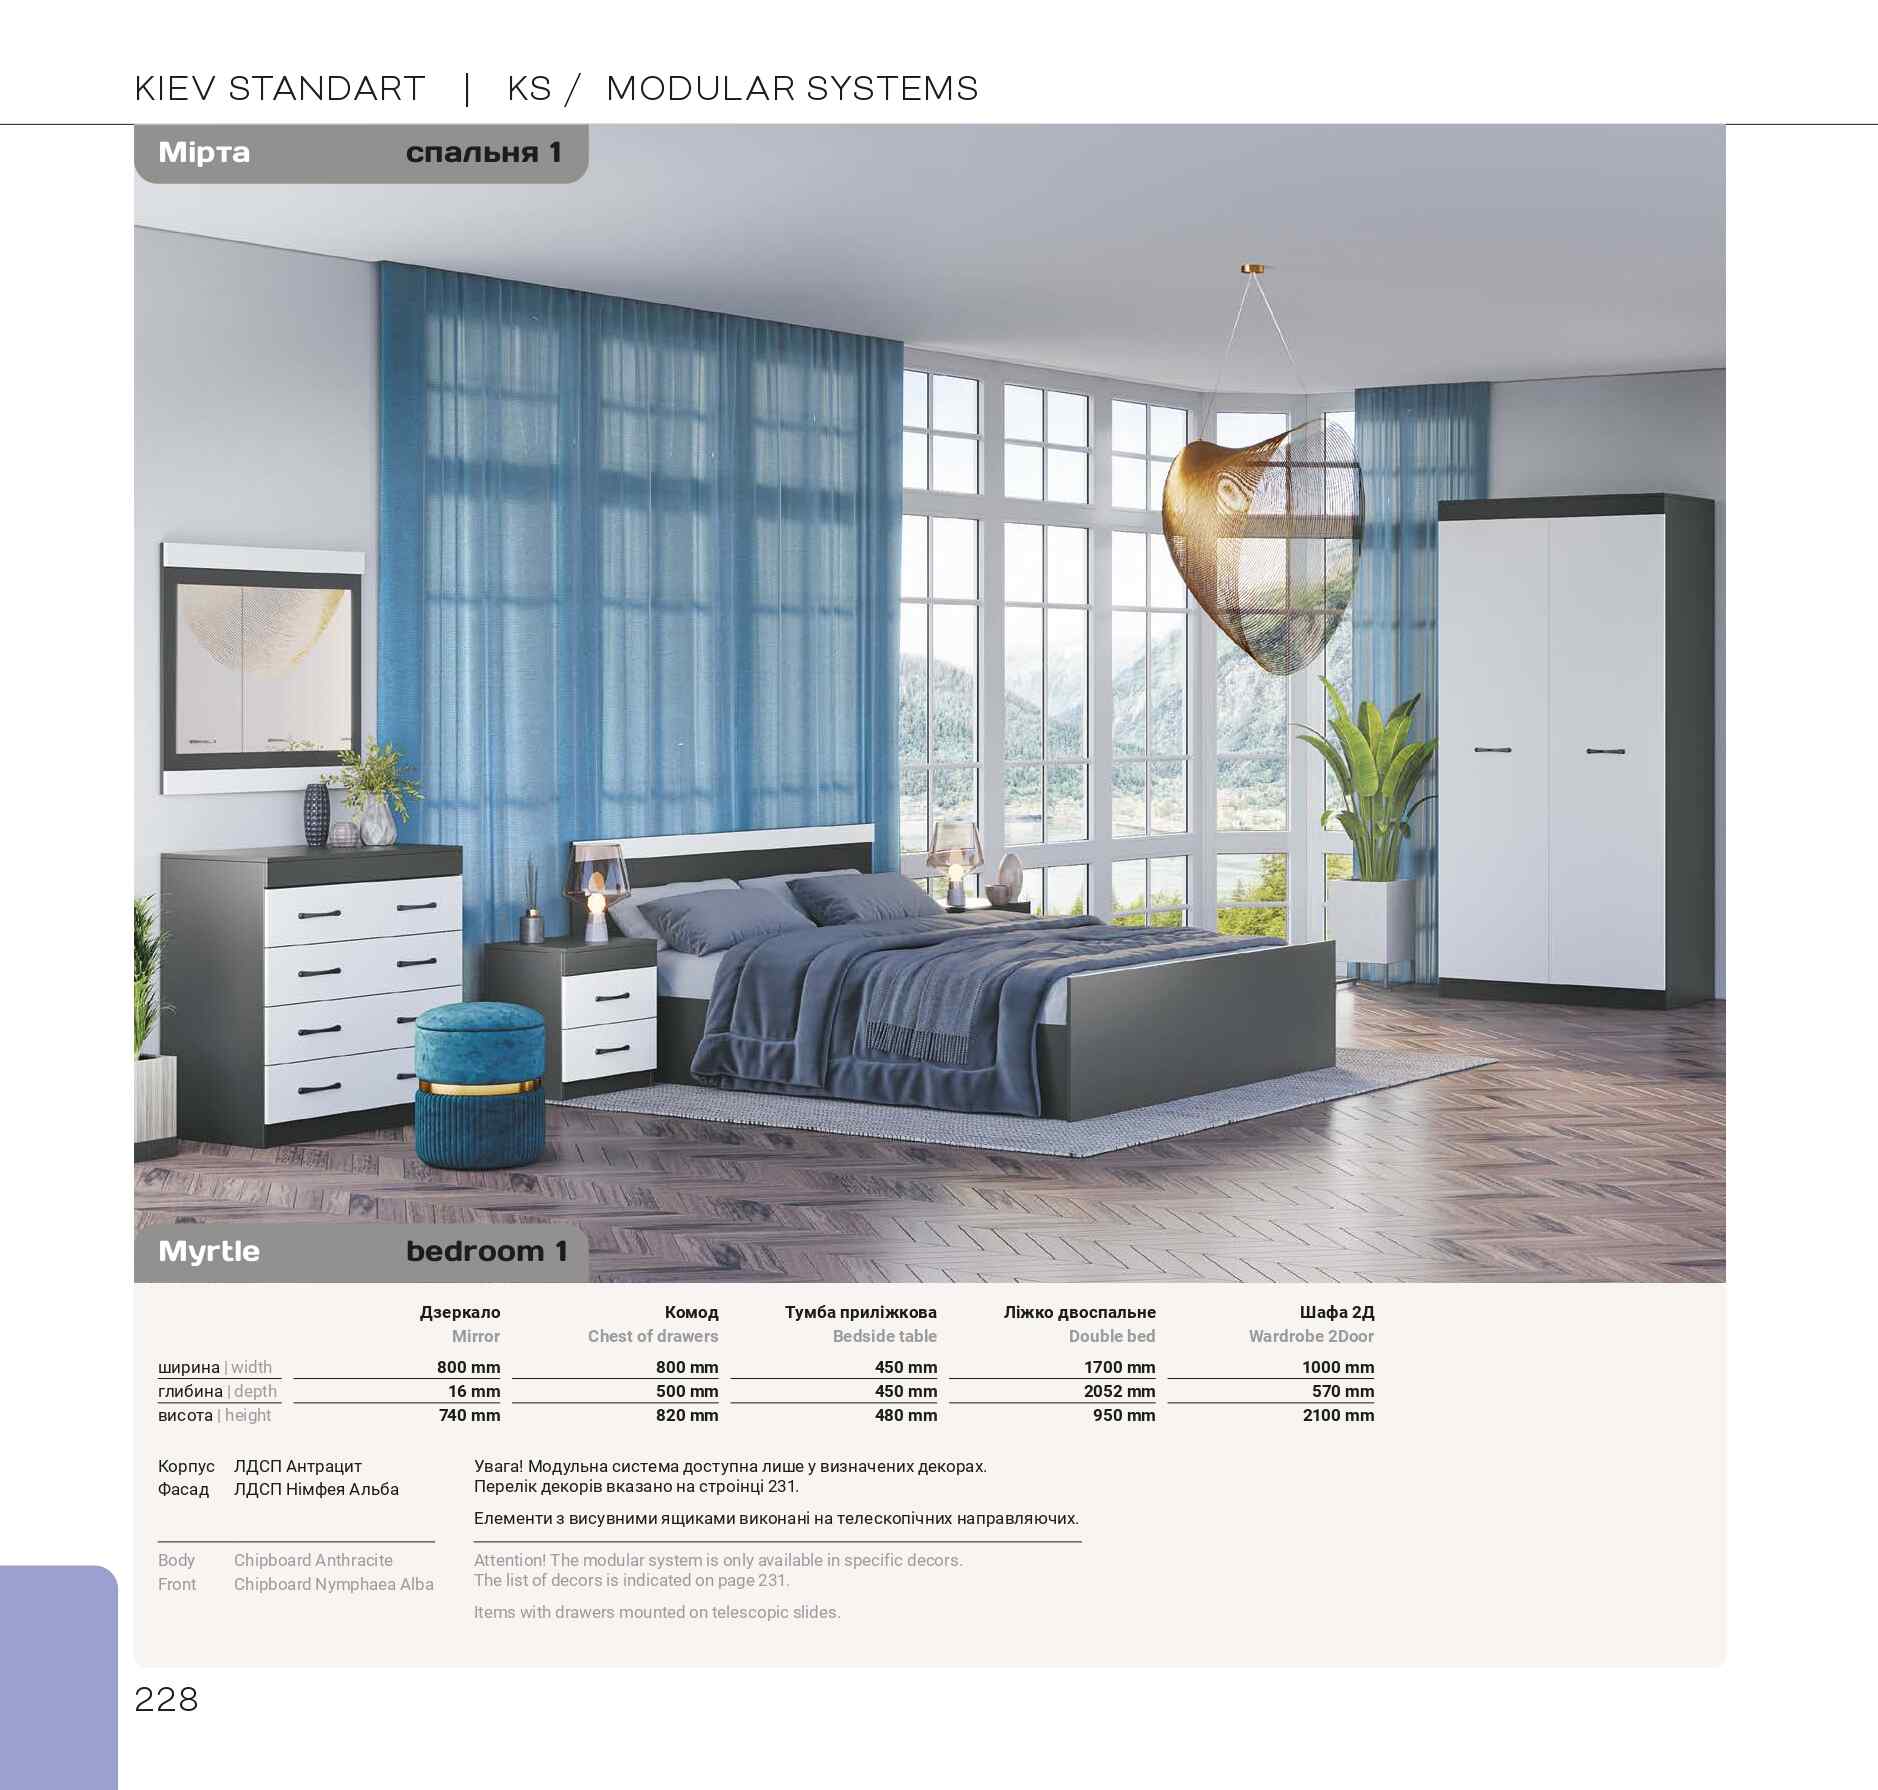 KIEV STANDART | KS / MODULAR SYSTEMS
Мірта спальня 1
Myrtle bedroom 1
Дзеркало Комод Тумба приліжкова Ліжко двоспальне Шафа 2Д
Mirror Chest of drawers Bedside table Double bed Wardrobe 2Door
ширина | width 800 mm 800 mm 450 mm 1700 mm 1000 mm
глибина | depth 16 mm 500 mm 450 mm 2052 mm 570 mm
висота | height 740 mm 820 mm 480 mm 950 mm 2100 mm
Корпус ЛДСП Антрацит
Фасад ЛДСП Німфея Альба
Увага! Модульна система доступна лише у визначених декорах.
Перелік декорів вказано на строінці 231.
Елементи з висувними ящиками виконані на телескопічних направляючих.
Body Chipboard Anthracite
Front Chipboard Nymphaea Alba
Attention! The modular system is only available in specific decors.
The list of decors is indicated on page 231.
Items with drawers mounted on telescopic slides.
228